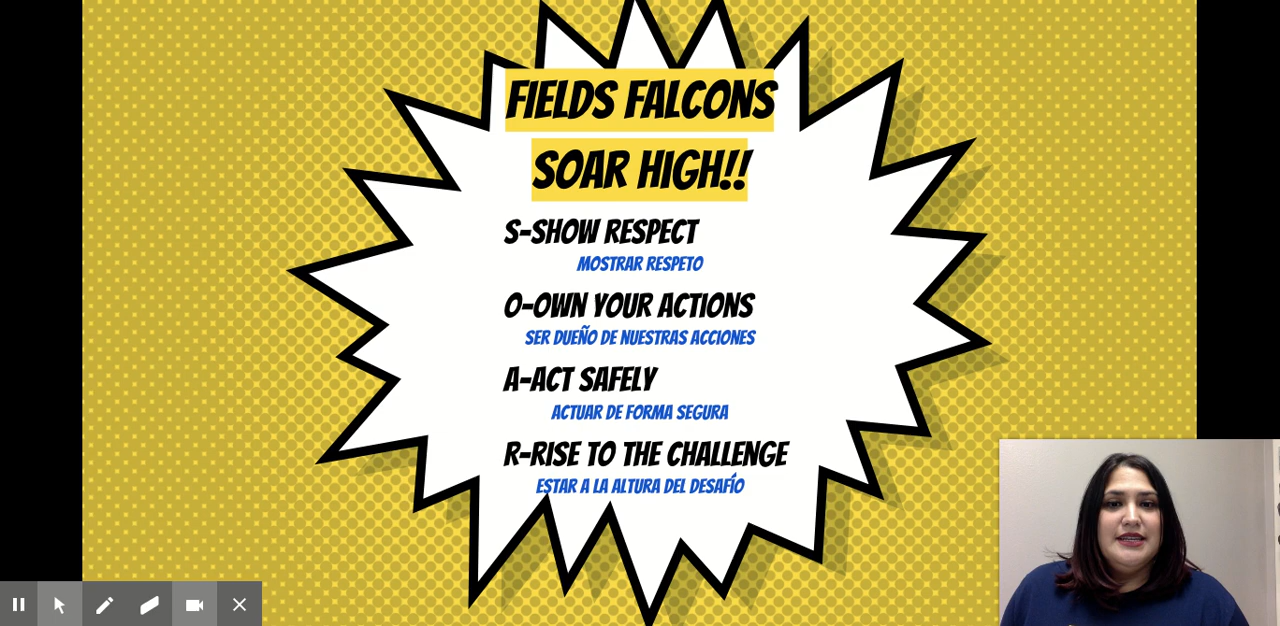 FIELDS FALCONS
SOAR HIGH!!
S-SHOW RESPECT
MOSTRAR RESPETO
O-OWN YOUR ACTIONS
SER DUEÑO DE NUESTRAS ACCIONES
A-ACT SAFELY
ACTUAR DE FORMA SEGURA
R-RISE TO THE CHALLENGE
ESTAR A LA ALTURA DEL DESAFÍO